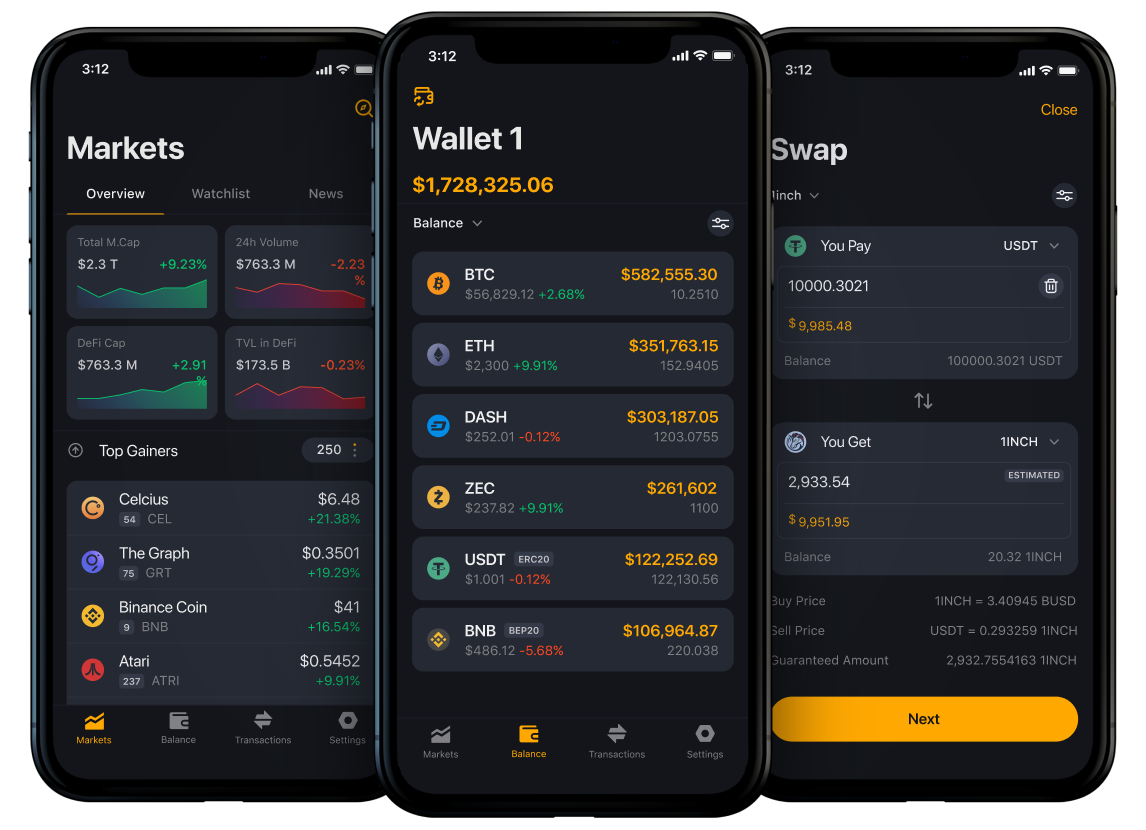 3:12
Markets
Overview Watchlist News
Total M.Cap
$2.3 T +9.23%
24h Volume
$763.3 M -2.23
%
DeFi Cap
$763.3 M +2.91
%
TVL in DeFi
$173.5 B -0.23%
Top Gainers 250
Celcius $6.48
54 CEL +21.38%
The Graph $0.3501
75 GRT +19.29%
Binance Coin $41
9 BNB +16.54%
Atari $0.5452
237 ATRI +9.91%
Markets Balance Transactions Settings
3:12
Wallet 1
$1,728,325.06
Balance
BTC $582,555.30
$56,829.12 +2.68% 10.2510
ETH $351,763.15
$2,300 +9.91% 152.9405
DASH $303,187.05
$252.01 -0.12% 1203.0755
ZEC $261,602
$237.82 +9.91% 1100
USDT ERC20 $122,252.69
$1.001 -0.12% 122,130.56
BNB BEP20 $106,964.87
$486.12 -5.68% 220.038
Markets Balance Transactions Settings
3:12
Close
Swap
1inch
You Pay USDT
10000.3021
$ 9,985.48
Balance 100000.3021 USDT
You Get 1INCH
2,933.54 ESTIMATED
$ 9,951.95
Balance 20.32 1INCH
Buy Price 1INCH = 3.40945 BUSD
Sell Price USDT = 0.293259 1INCH
Guaranteed Amount 2,932.7554163 1INCH
Next